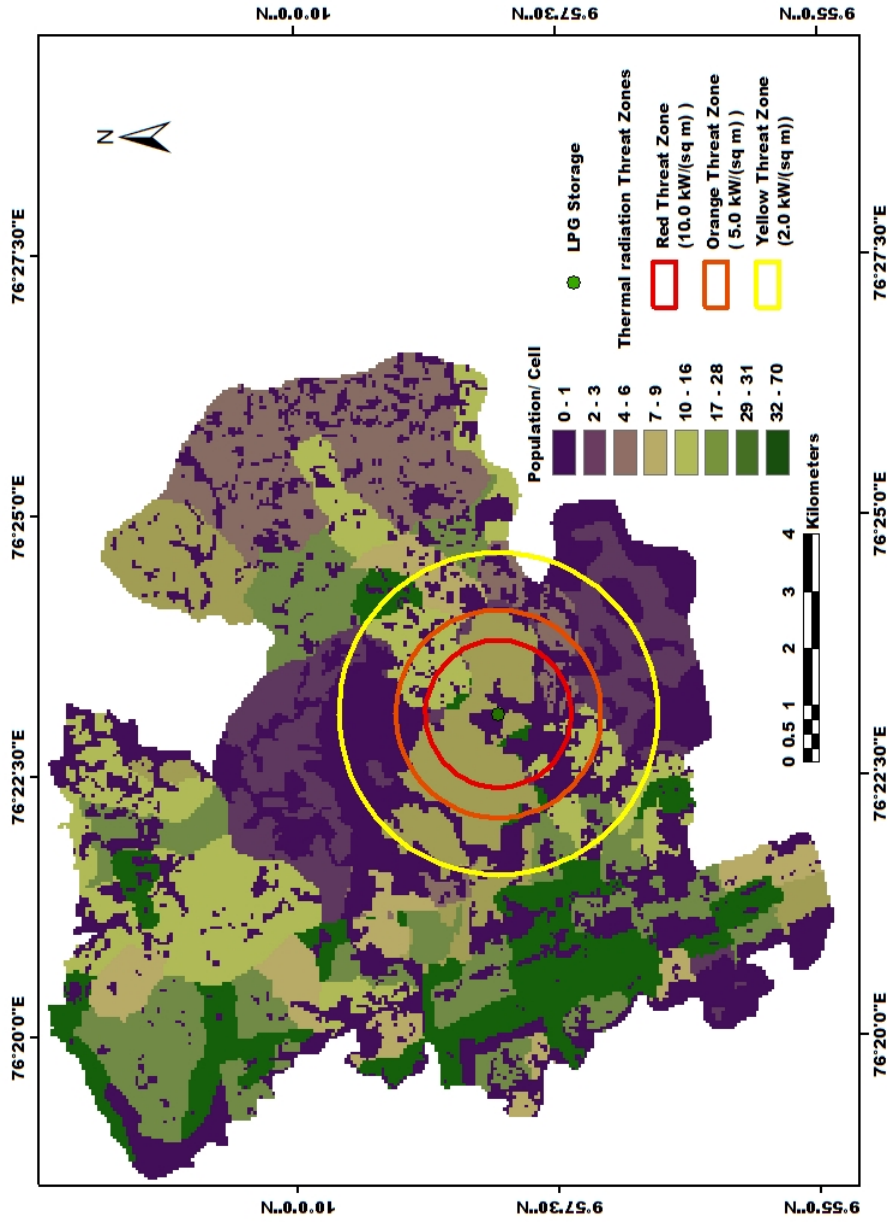 76°20'0"E
76°22'30"E
76°25'0"E
76°27'30"E
10°0'0"N
9°57'30"N
9°55'0"N
10°0'0"N
9°57'30"N
9°55'0"N
N
Population/ Cell
0 - 1
2 - 3
4 - 6
7 - 9
10 - 16
17 - 28
29 - 31
32 - 70
LPG Storage
Thermal radiation Threat Zones
Red Threat Zone
(10.0 kW/(sq m) )
Orange Threat Zone
( 5.0 kW/(sq m) )
Yellow Threat Zone
(2.0 kW/(sq m))
0 0.5 1 2 3 4
Kilometers
76°20'0"E
76°22'30"E
76°25'0"E
76°27'30"E